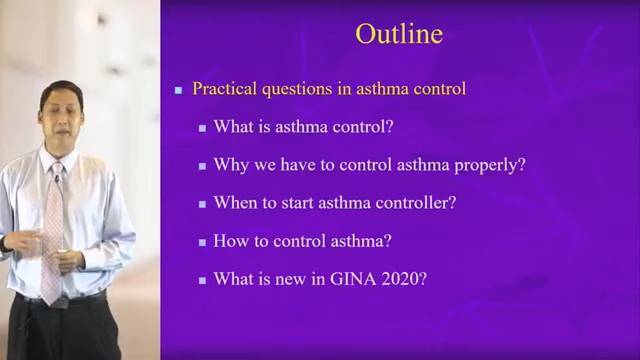 Outline
Practical questions in asthma control
What is asthma control?
Why we have to control asthma properly?
When to start asthma controller?
How to control asthma?
What is new in GINA 2020?